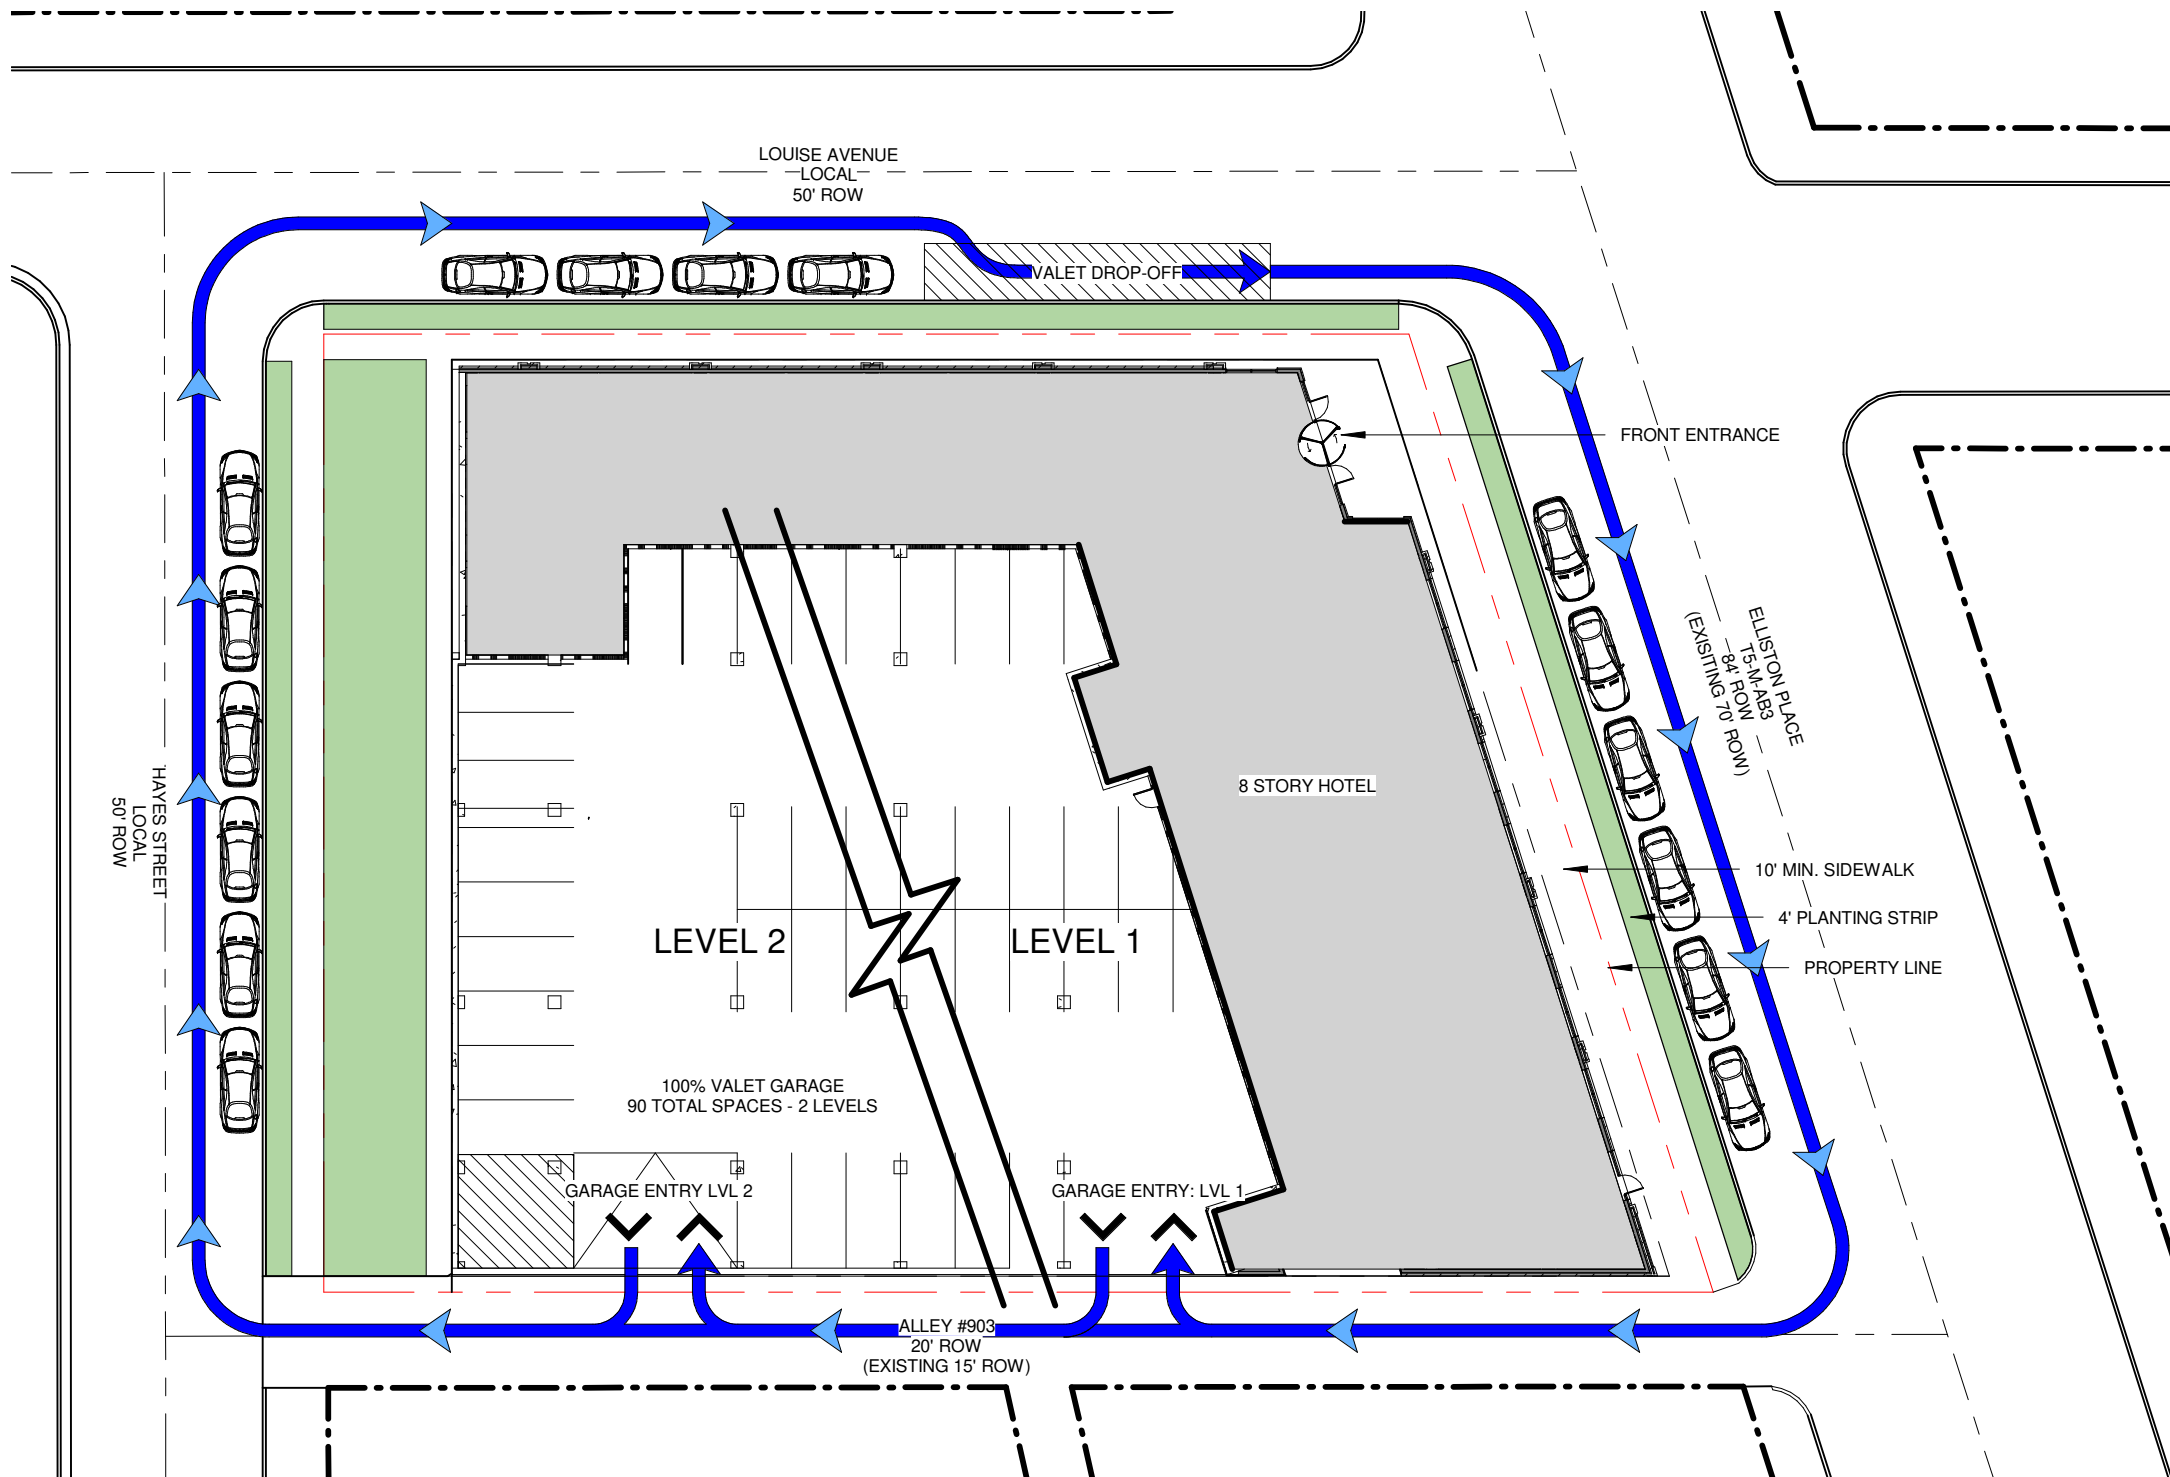 LOUISE AVENUE
LOCAL
50' ROW
VALET DROP-OFF
FRONT ENTRANCE
ELLISTON PLACE
T5-M-AB3
84' ROW
(EXISITING 70' ROW)
8 STORY HOTEL
HAYES STREET
LOCAL
50' ROW
10' MIN. SIDEWALK
4' PLANTING STRIP
PROPERTY LINE
LEVEL 2
LEVEL 1
100% VALET GARAGE
90 TOTAL SPACES - 2 LEVELS
GARAGE ENTRY LVL 2
GARAGE ENTRY: LVL 1
ALLEY #903
20' ROW
(EXISTING 15' ROW)